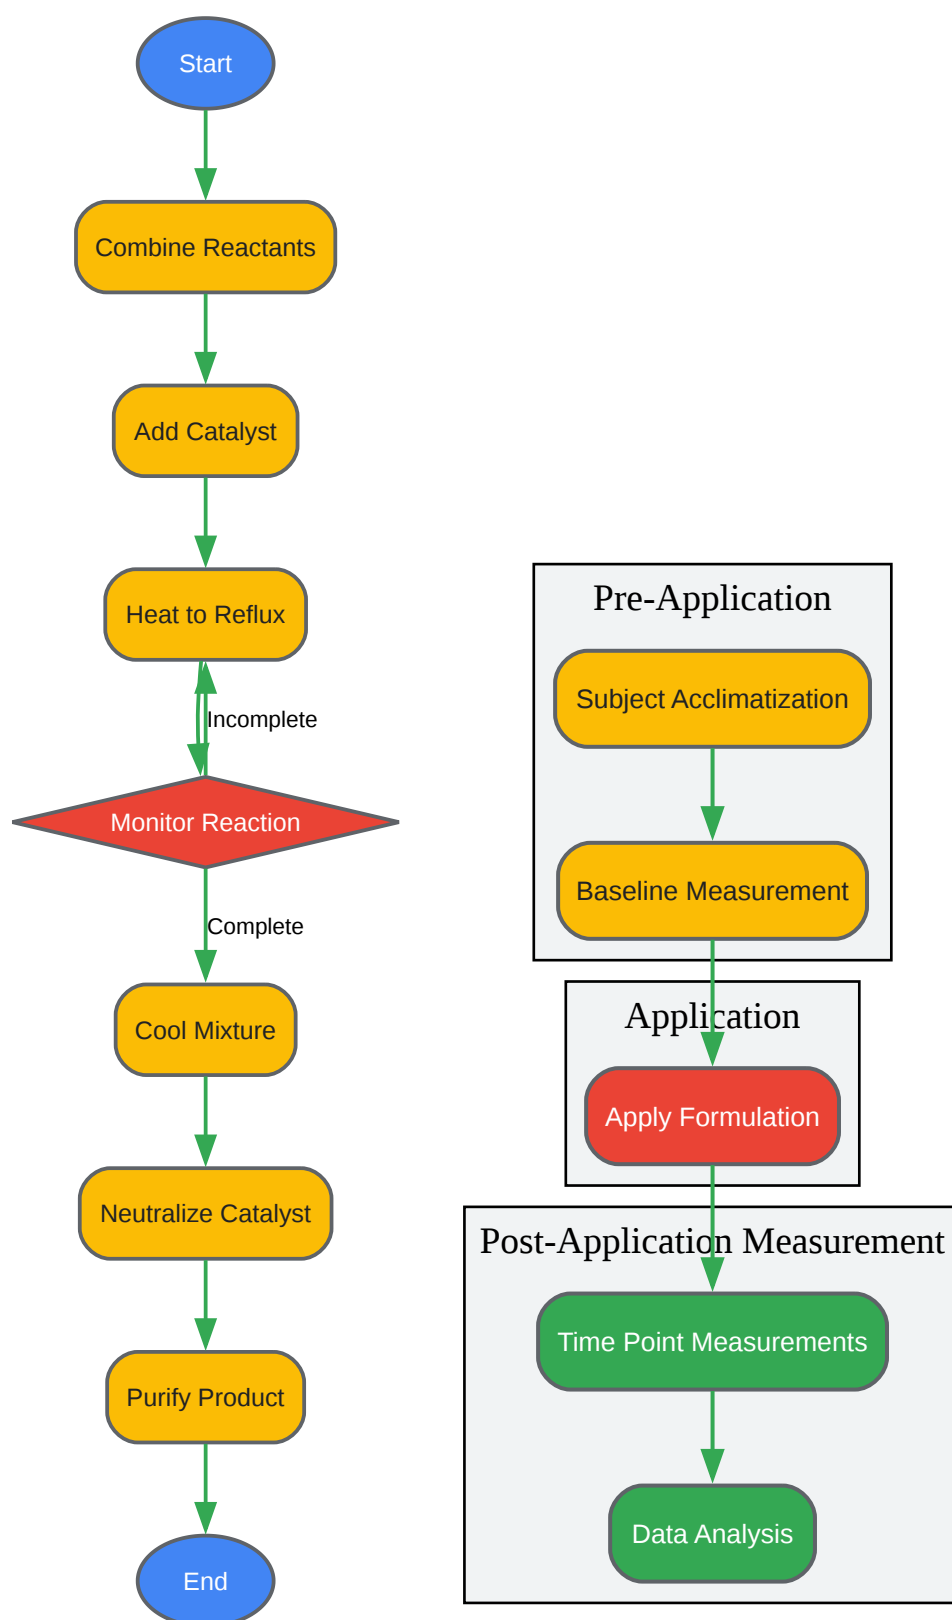 Start
Combine Reactants
Add Catalyst
Heat to Reflux
Incomplete
Monitor Reaction
Complete
Cool Mixture
Neutralize Catalyst
Purify Product
End
Pre-Application
Subject Acclimatization
Baseline Measurement
Application
Apply Formulation
Post-Application Measurement
Time Point Measurements
Data Analysis